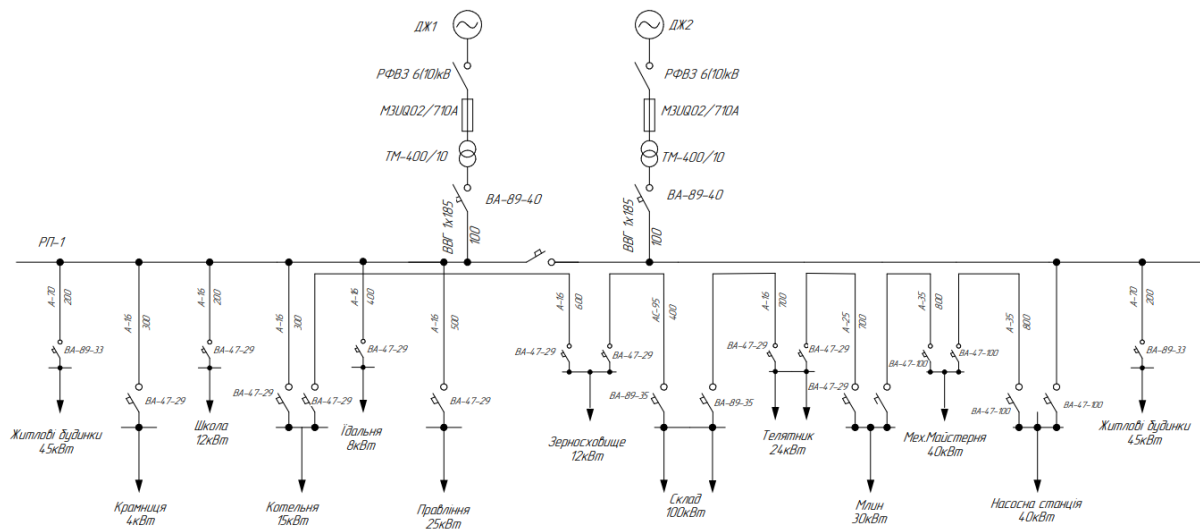 ДЖ1
ДЖ2
РФВЗ 6(10)кВ
РФВЗ 6(10)кВ
МЗUQ02/710А
МЗUQ02/710А
ТМ-400/10
ТМ-400/10
ВА-89-40
ВА-89-40
ВВГ 1х185
100
ВВГ 1х185
100
РП-1
А-70
200
А-16
300
А-16
200
А-16
300
А-16
400
А-16
500
А-16
600
АС-95
400
А-16
700
А-25
700
А-35
800
А-35
800
А-70
200
ВА-89-33
ВА-47-29
ВА-47-29
ВА-47-29
ВА-47-29
ВА-47-29
ВА-47-29
ВА-47-29
ВА-47-29
ВА-89-35
ВА-89-35
ВА-47-29
ВА-47-29
ВА-47-29
ВА-47-100
ВА-47-100
ВА-47-100
ВА-47-100
ВА-89-33
Житлові будинки
45кВт
Крамниця
4кВт
Школа
12кВт
Котельня
15кВт
Їдальня
8кВт
Правління
25кВт
Зерносховище
12кВт
Склад
100кВт
Телятник
24кВт
Млин
30кВт
Мех.Майстерня
40кВт
Насосна станція
40кВт
Житлові будинки
45кВт